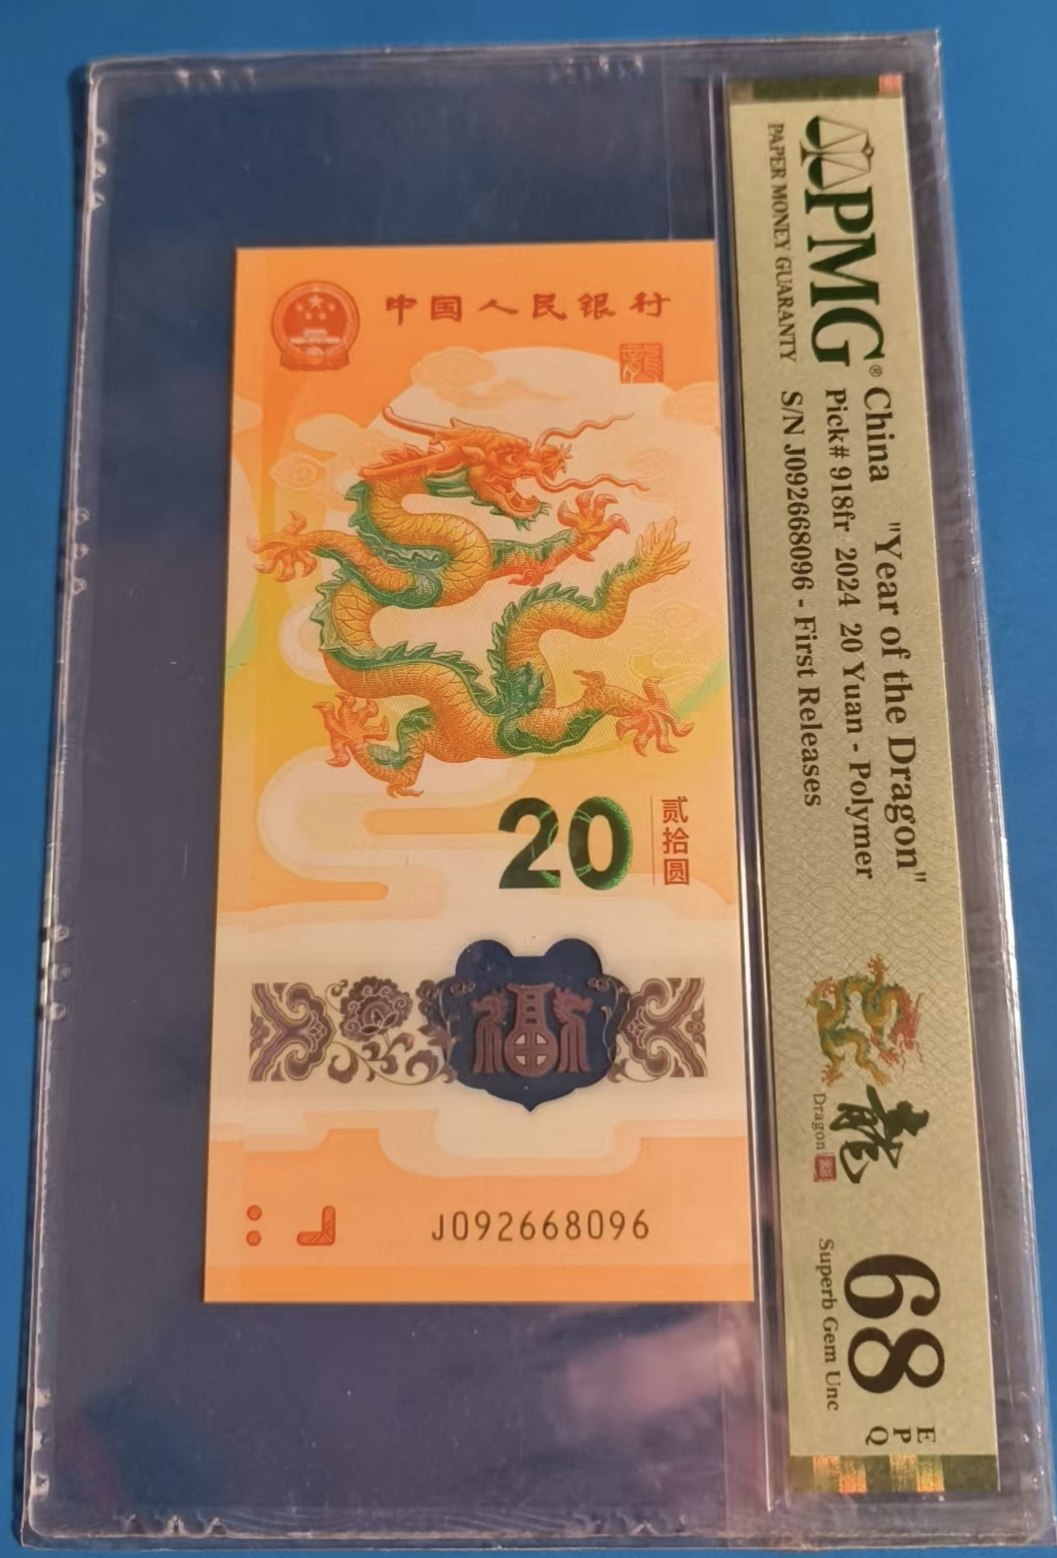 中国人民银行
龍
20
贰拾圆
J092668096
PMG®
PAPER MONEY GUARANTY
China "Year of the Dragon"
Pick# 918fr 2024 20 Yuan - Polymer
S/N J092668096 - First Releases
龍
Dragon
68
EPQ
Superb Gem Unc